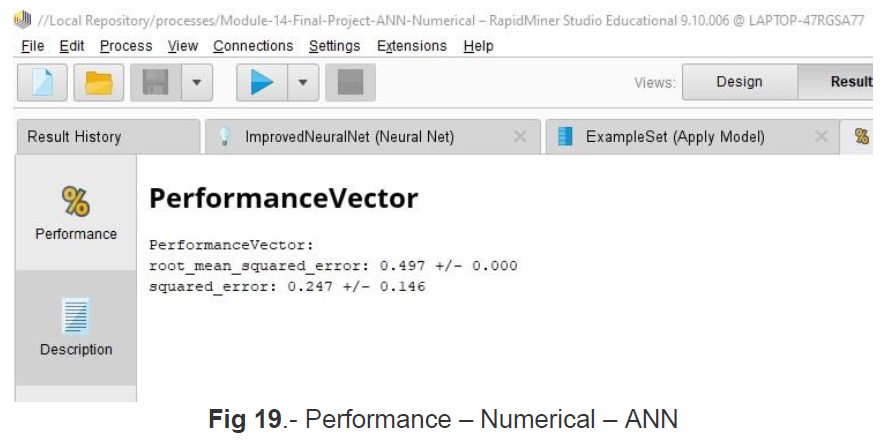 //Local Repository/processes/Module-14-Final-Project-ANN-Numerical – RapidMiner Studio Educational 9.10.006 @ LAPTOP-47RGSA77
File Edit Process View Connections Settings Extensions Help
Views: Design Result
Result History ImprovedNeuralNet (Neural Net) ExampleSet (Apply Model) %
% Performance
Description
PerformanceVector
PerformanceVector:
root_mean_squared_error: 0.497 +/- 0.000
squared_error: 0.247 +/- 0.146
Fig 19.- Performance – Numerical – ANN